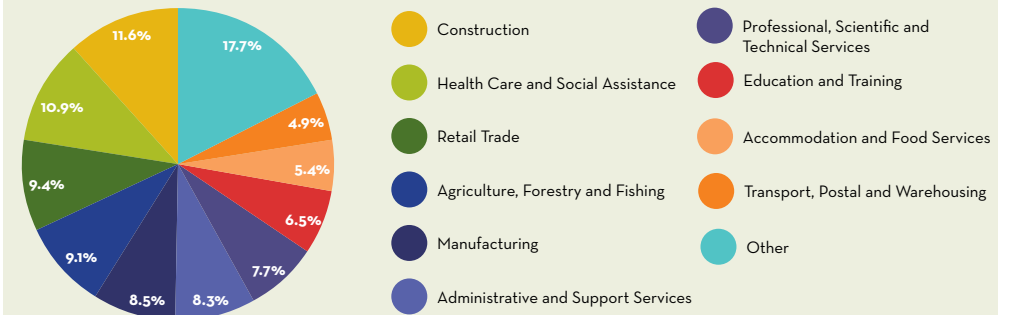 11.6%
17.7%
10.9%
4.9%
5.4%
9.4%
6.5%
9.1%
7.7%
8.5%
8.3%
Construction
Health Care and Social Assistance
Retail Trade
Agriculture, Forestry and Fishing
Manufacturing
Administrative and Support Services
Professional, Scientific and
Technical Services
Education and Training
Accommodation and Food Services
Transport, Postal and Warehousing
Other